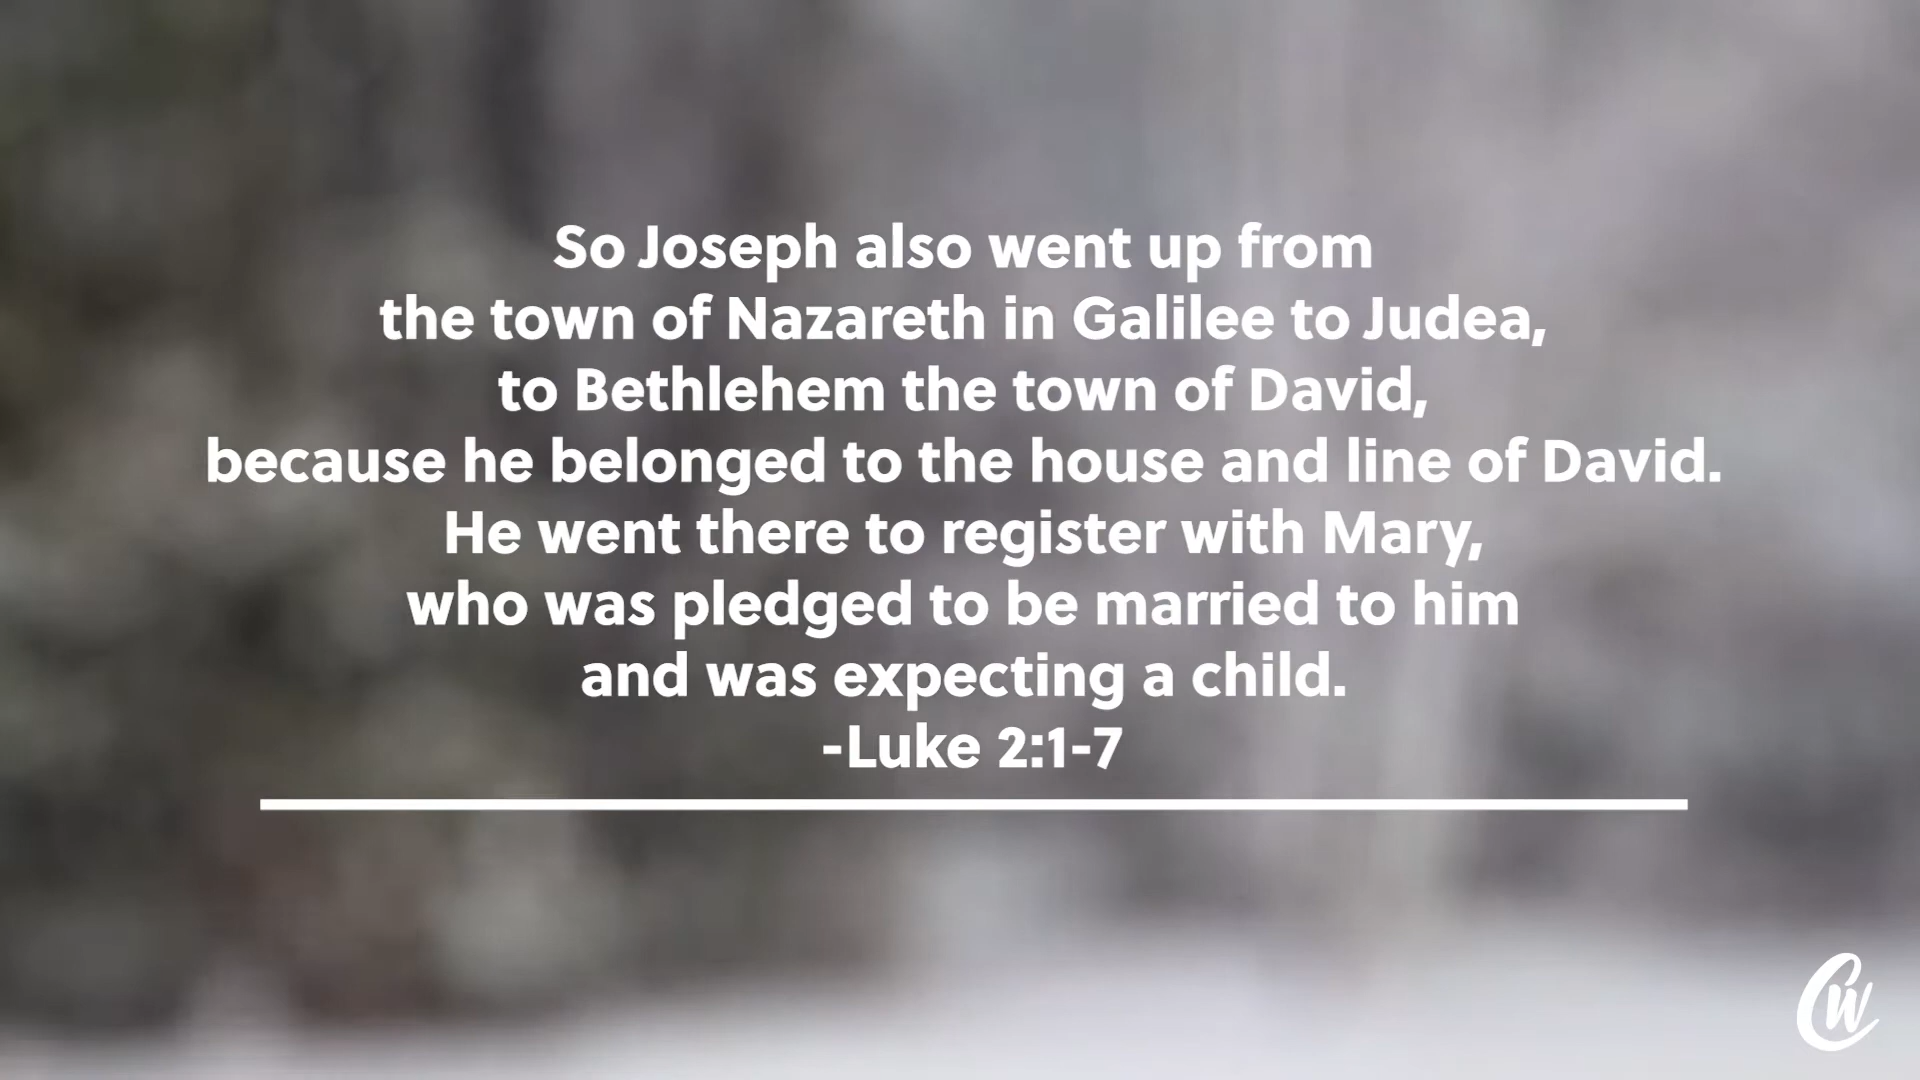 So Joseph also went up from
the town of Nazareth in Galilee to Judea,
to Bethlehem the town of David,
because he belonged to the house and line of David.
He went there to register with Mary,
who was pledged to be married to him
and was expecting a child.
-Luke 2:1-7
CW